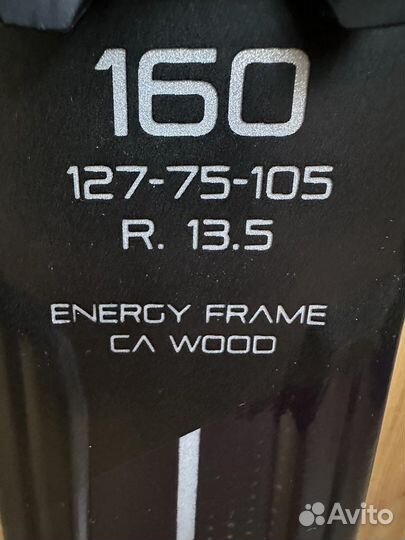 160
127-75-105
R. 13.5
ENERGY FRAME
CA WOOD
Avito